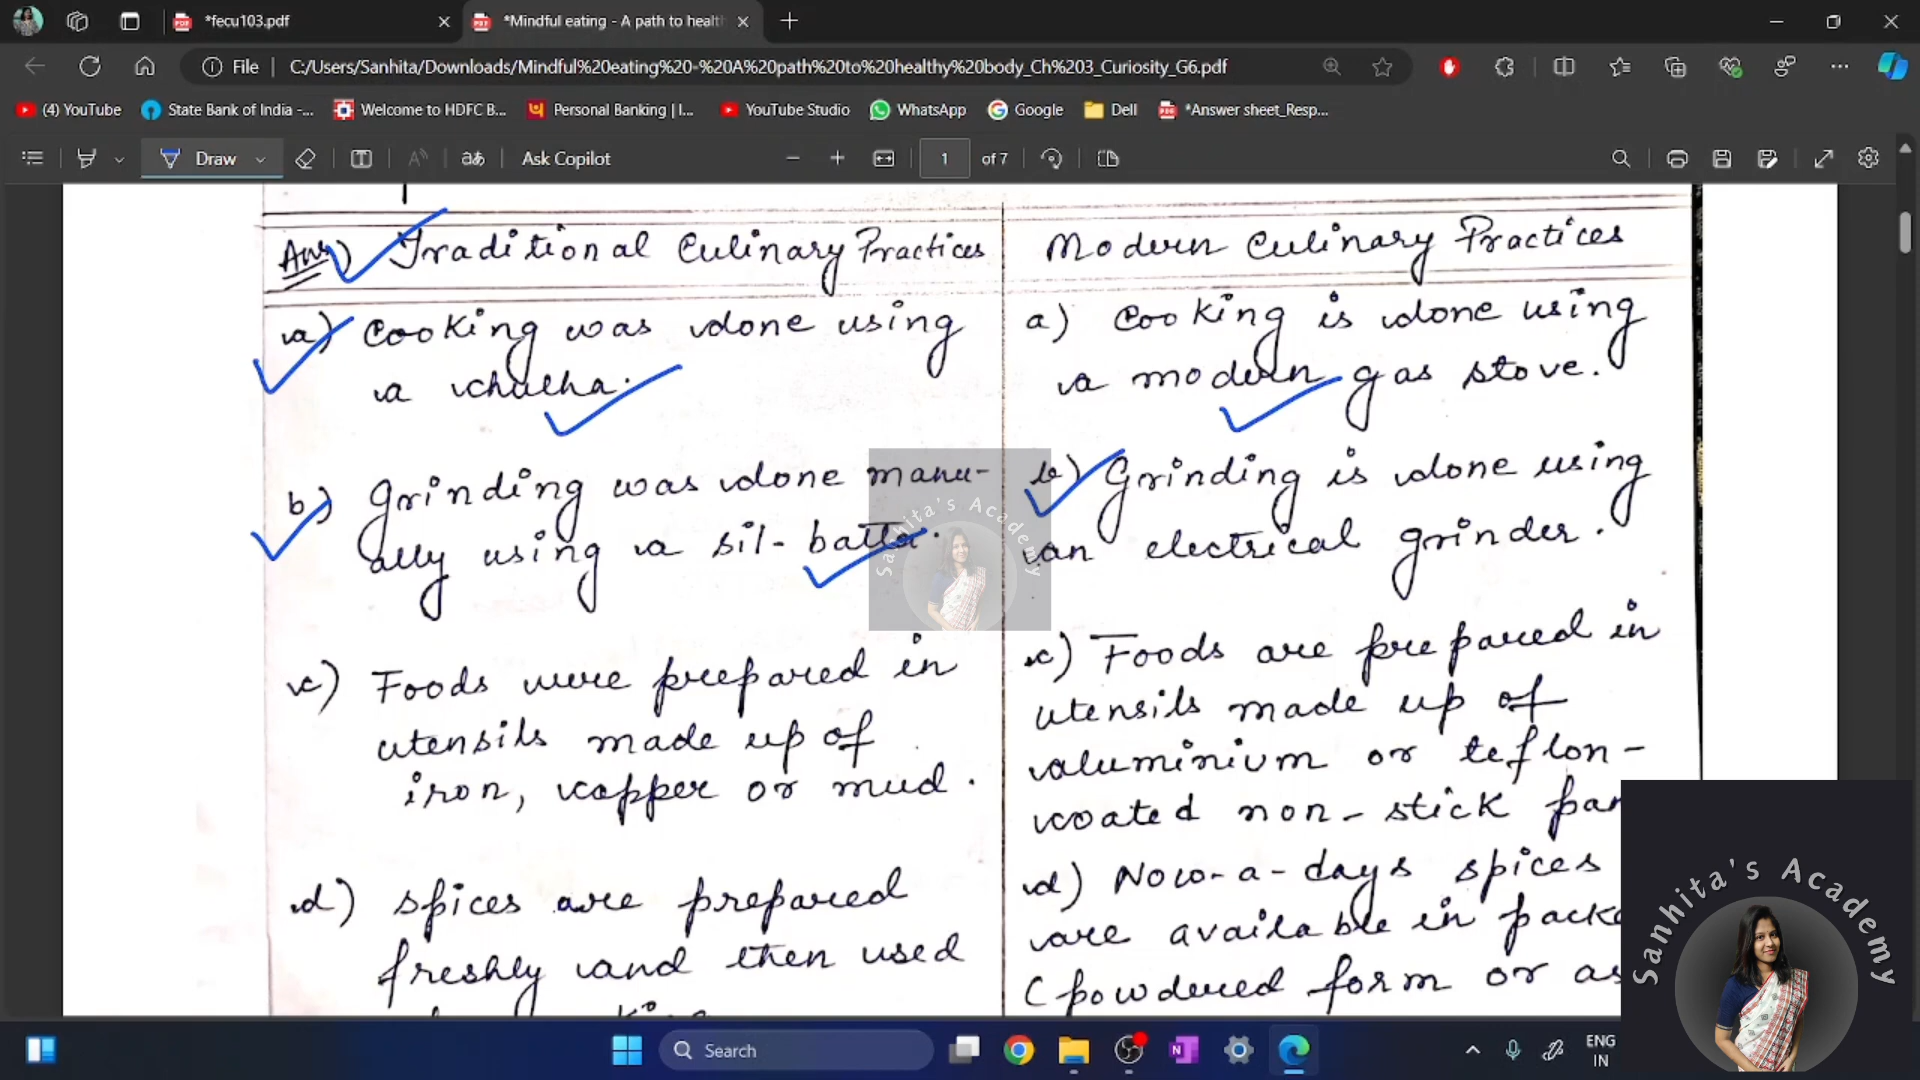 *fecu103.pdf
*Mindful eating - A path to healt
File
C:/Users/Sanhita/Downloads/Mindful%20eating%20-%20A%20path%20to%20healthy%20body_Ch%203_Curiosity_G6.pdf
(4) YouTube
State Bank of India -...
Welcome to HDFC B...
Personal Banking | I...
YouTube Studio
WhatsApp
Google
Dell
*Answer sheet_Resp...
Draw
Ask Copilot
1 of 7
Ans) Traditional Culinary Practices
a) Cooking was done using
a chulha.
b) Grinding was done manu-
ally using a sil-batta.
c) Foods were prepared in
utensils made up of
iron, copper or mud.
d) Spices are prepared
freshly and then used
Modern Culinary Practices
a) Cooking is done using
a modern gas stove.
b) Grinding is done using
an electrical grinder.
c) Foods are prepared in
utensils made up of
aluminium or teflon-
coated non-stick pan
d) Now-a-days spices
are available in packe
(powdered form or as
Sanhita's Academy
Sanhita's Academy
Search
ENG
IN